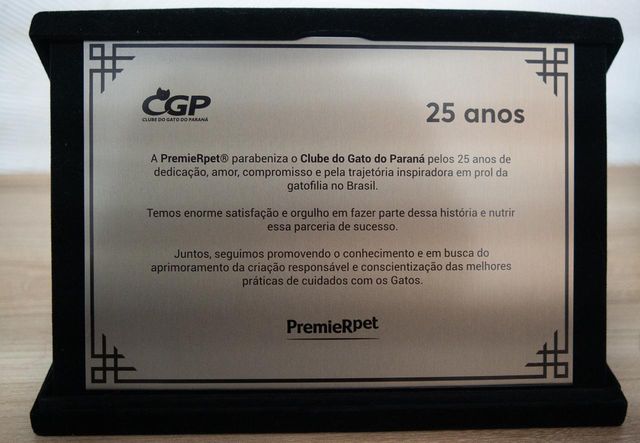 CGP
CLUBE DO GATO DO PARANÁ
25 anos
A PremieRpet® parabeniza o Clube do Gato do Paraná pelos 25 anos de
dedicação, amor, compromisso e pela trajetória inspiradora em prol da
gatofilia no Brasil.
Temos enorme satisfação e orgulho em fazer parte dessa história e nutrir
essa parceria de sucesso.
Juntos, seguimos promovendo o conhecimento e em busca do
aprimoramento da criação responsável e conscientização das melhores
práticas de cuidados com os Gatos.
PremieRpet